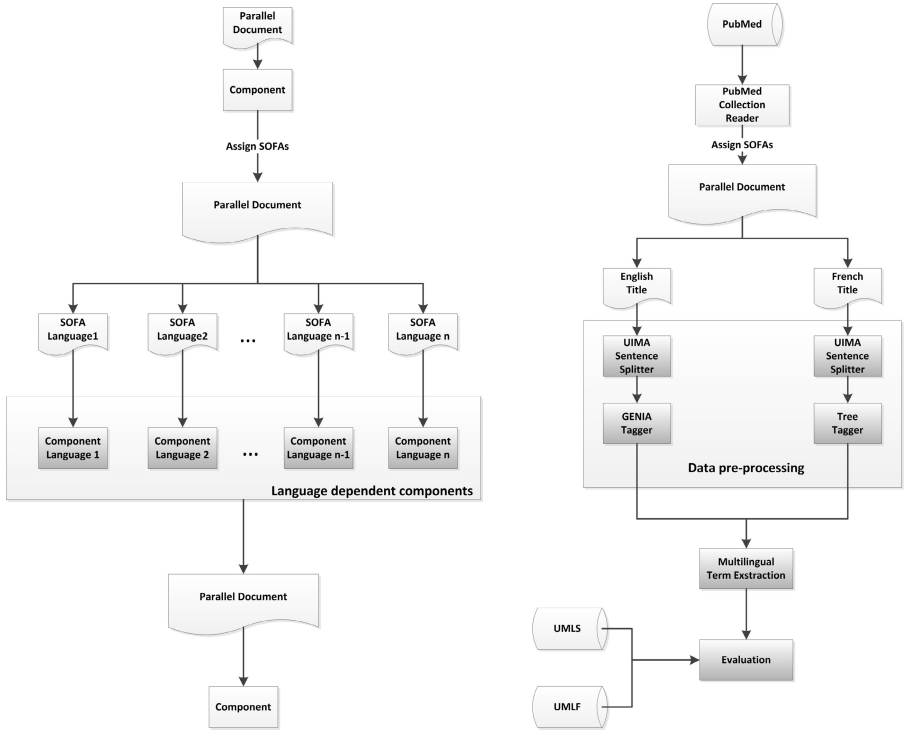 Parallel
Document
Component
Assign SOFAs
Parallel Document
SOFA
Language1
SOFA
Language2
...
SOFA
Language n-1
SOFA
Language n
Component
Language 1
Component
Language 2
...
Component
Language n-1
Component
Language n
Language dependent components
Parallel Document
Component
PubMed
PubMed
Collection
Reader
Assign SOFAs
Parallel Document
English
Title
French
Title
UIMA
Sentence
Splitter
UIMA
Sentence
Splitter
GENIA
Tagger
Tree
Tagger
Data pre-processing
Multilingual
Term Exstraction
UMLS
Evaluation
UMLF